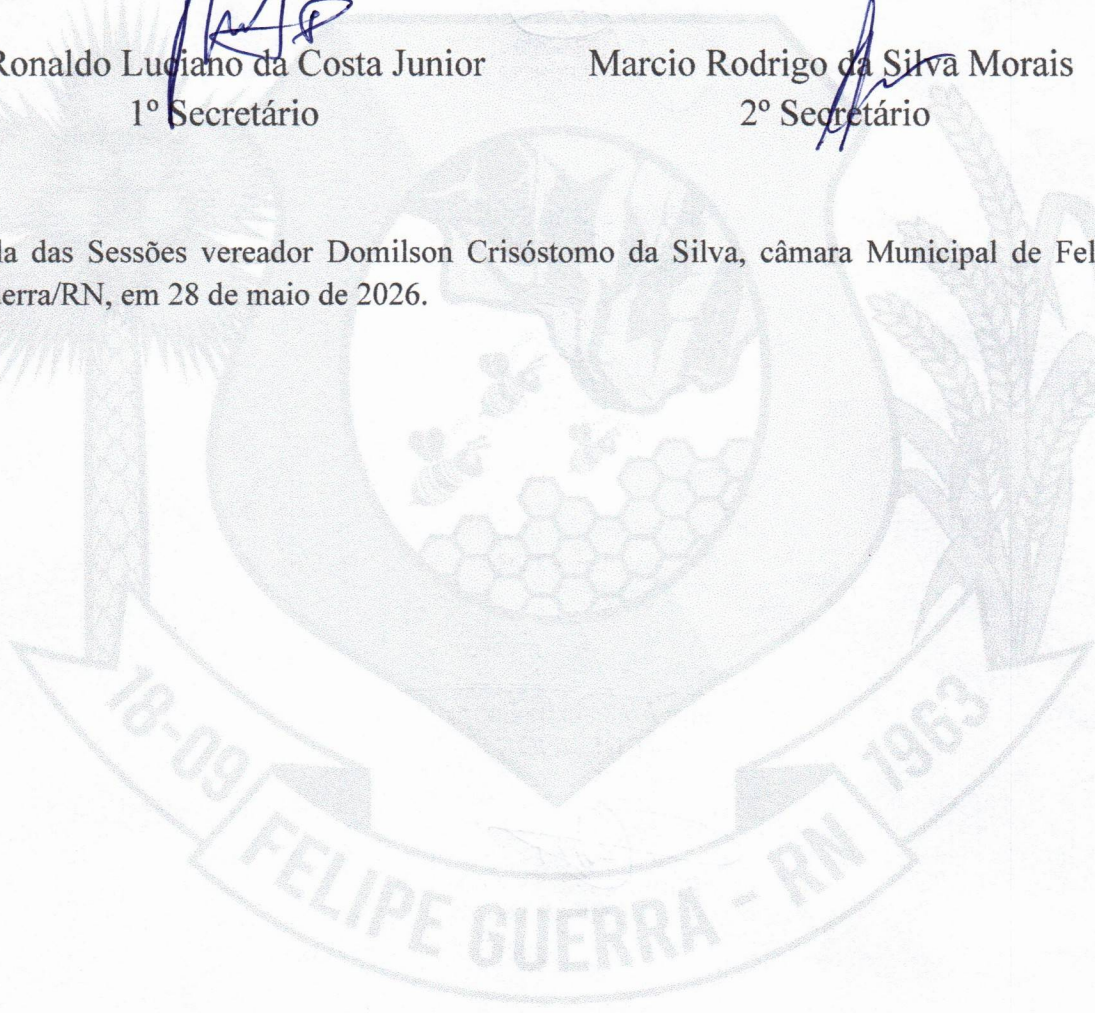 Ronaldo Luciano da Costa Junior
1º Secretário
Marcio Rodrigo da Silva Morais
2º Secretário
la das Sessões vereador Domilson Crisóstomo da Silva, câmara Municipal de Fel
erra/RN, em 28 de maio de 2026.
18-09
FELIPE GUERRA - RN
1963